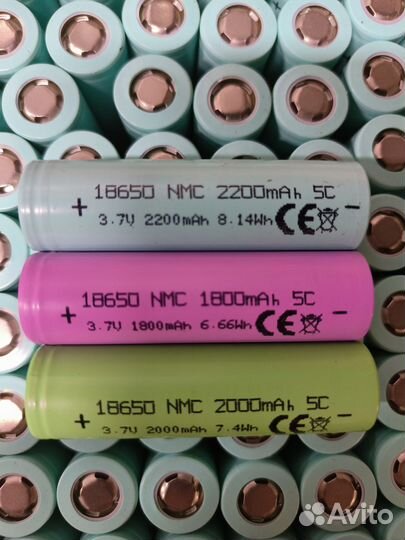 18650 NMC 2200mAh 5C
+ 3.7V 2200mAh 8.14Wh CE -
18650 NMC 1800mAh 5C
+ 3.7V 1800mAh 6.66Wh CE -
18650 NMC 2000mAh 5C
+ 3.7V 2000mAh 7.4Wh CE -
Avito